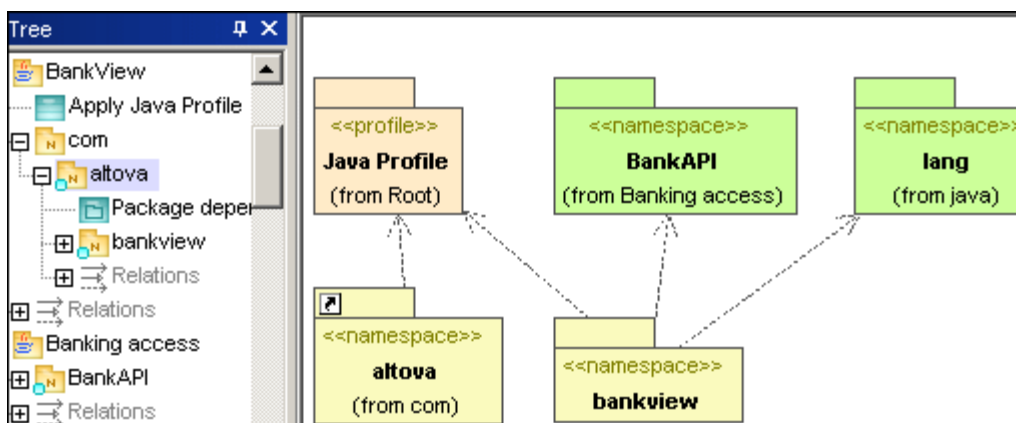 Tree
BankView
Apply Java Profile
com
altova
Package deper
bankview
Relations
Relations
Banking access
BankAPI
Relations
<<profile>>
Java Profile
(from Root)
<<namespace>>
BankAPI
(from Banking access)
<<namespace>>
lang
(from java)
<<namespace>>
altova
(from com)
<<namespace>>
bankview